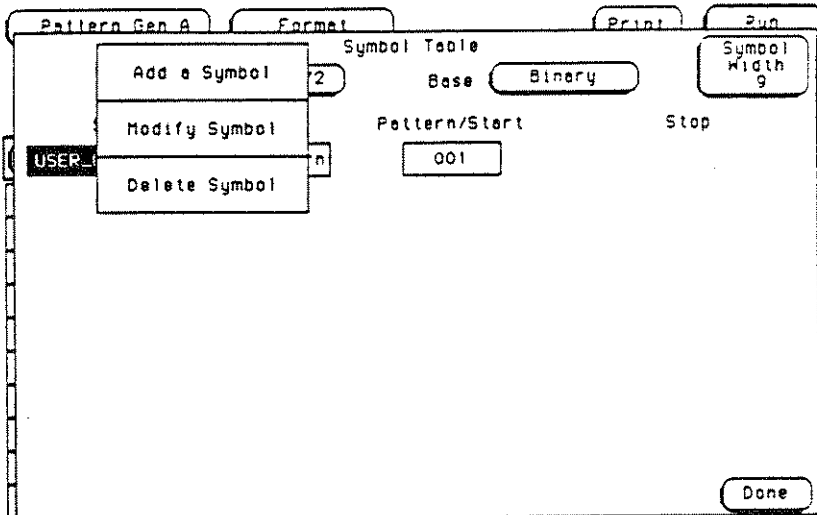 Pattern Gen A Format Print Run
Symbol Table
Symbol Width 9
Add a Symbol
/2 Base Binary
Modify Symbol
Pattern/Start Stop
USER_ n 001
Delete Symbol
Done